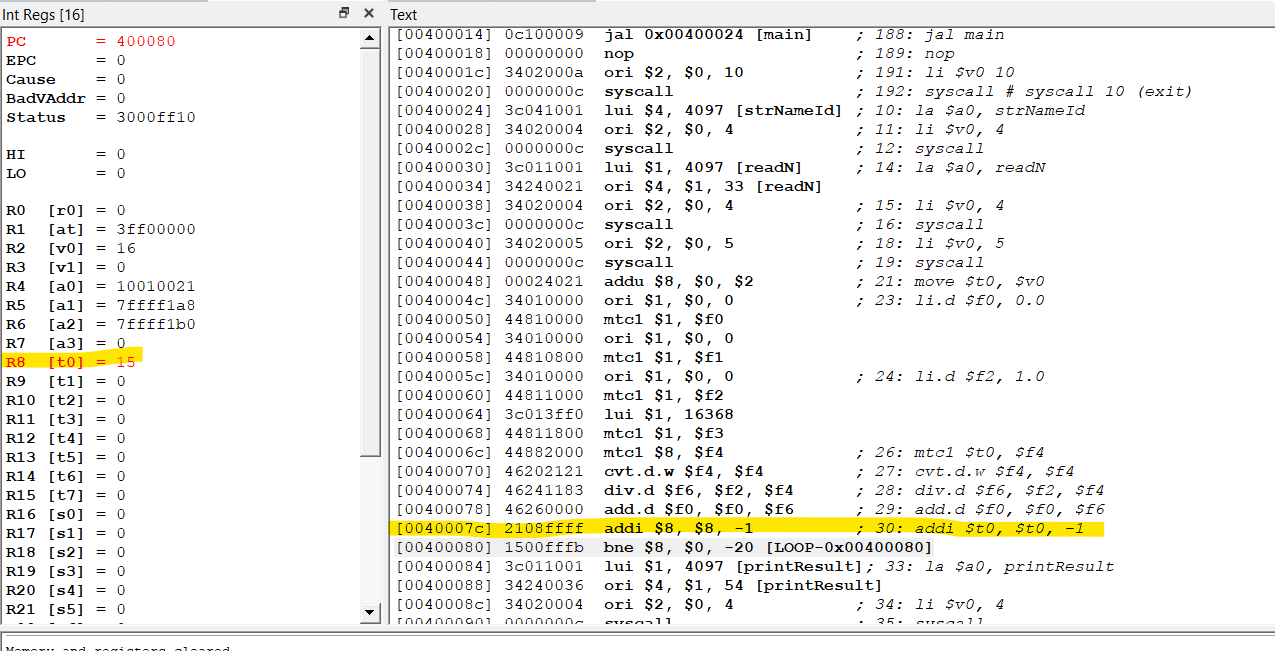 Int Regs [16]
PC = 400080
EPC = 0
Cause = 0
BadVAddr = 0
Status = 3000ff10
HI = 0
LO = 0
R0 [r0] = 0
R1 [at] = 3ff00000
R2 [v0] = 16
R3 [v1] = 0
R4 [a0] = 10010021
R5 [a1] = 7ffff1a8
R6 [a2] = 7ffff1b0
R7 [a3] = 0
R8 [t0] = 15
R9 [t1] = 0
R10 [t2] = 0
R11 [t3] = 0
R12 [t4] = 0
R13 [t5] = 0
R14 [t6] = 0
R15 [t7] = 0
R16 [s0] = 0
R17 [s1] = 0
R18 [s2] = 0
R19 [s3] = 0
R20 [s4] = 0
R21 [s5] = 0
Text
[00400014] 0c100009 jal 0x00400024 [main] ; 188: jal main
[00400018] 00000000 nop ; 189: nop
[0040001c] 3402000a ori $2, $0, 10 ; 191: li $v0 10
[00400020] 0000000c syscall ; 192: syscall # syscall 10 (exit)
[00400024] 3c041001 lui $4, 4097 [strNameId] ; 10: la $a0, strNameId
[00400028] 34020004 ori $2, $0, 4 ; 11: li $v0, 4
[0040002c] 0000000c syscall ; 12: syscall
[00400030] 3c011001 lui $1, 4097 [readN] ; 14: la $a0, readN
[00400034] 34240021 ori $4, $1, 33 [readN]
[00400038] 34020004 ori $2, $0, 4 ; 15: li $v0, 4
[0040003c] 0000000c syscall ; 16: syscall
[00400040] 34020005 ori $2, $0, 5 ; 18: li $v0, 5
[00400044] 0000000c syscall ; 19: syscall
[00400048] 00024021 addu $8, $0, $2 ; 21: move $t0, $v0
[0040004c] 34010000 ori $1, $0, 0 ; 23: li.d $f0, 0.0
[00400050] 44810000 mtc1 $1, $f0
[00400054] 34010000 ori $1, $0, 0
[00400058] 44810800 mtc1 $1, $f1
[0040005c] 34010000 ori $1, $0, 0 ; 24: li.d $f2, 1.0
[00400060] 44811000 mtc1 $1, $f2
[00400064] 3c013ff0 lui $1, 16368
[00400068] 44811800 mtc1 $1, $f3
[0040006c] 44882000 mtc1 $8, $f4 ; 26: mtc1 $t0, $f4
[00400070] 46202121 cvt.d.w $f4, $f4 ; 27: cvt.d.w $f4, $f4
[00400074] 46241183 div.d $f6, $f2, $f4 ; 28: div.d $f6, $f2, $f4
[00400078] 46260000 add.d $f0, $f0, $f6 ; 29: add.d $f0, $f0, $f6
[0040007c] 2108ffff addi $8, $8, -1 ; 30: addi $t0, $t0, -1
[00400080] 1500fffb bne $8, $0, -20 [LOOP-0x00400080]
[00400084] 3c011001 lui $1, 4097 [printResult]; 33: la $a0, printResult
[00400088] 34240036 ori $4, $1, 54 [printResult]
[0040008c] 34020004 ori $2, $0, 4 ; 34: li $v0, 4
[00400090] 0000000c syscall ; 35: syscall
Memory and registers cleared